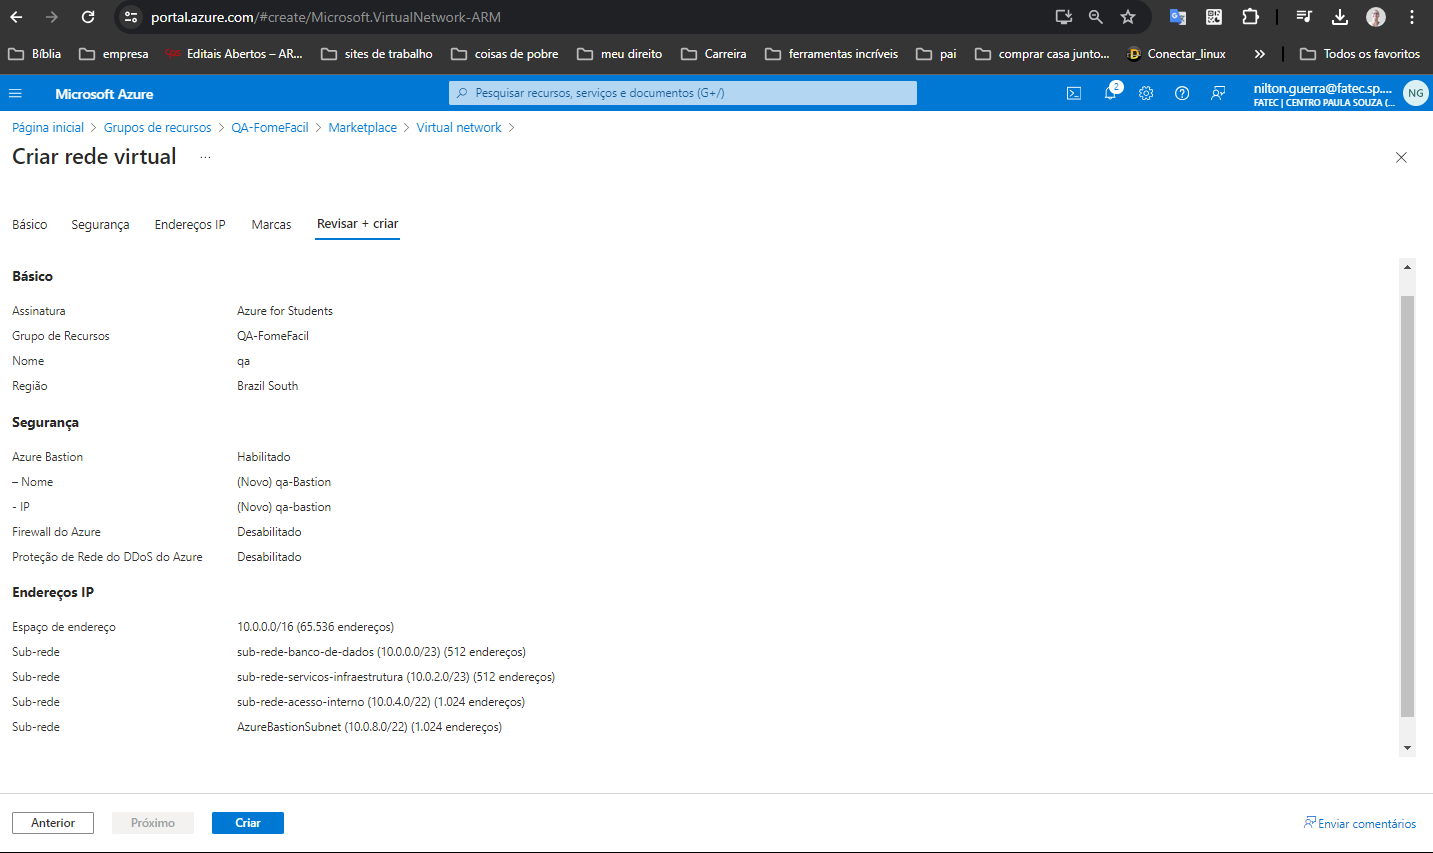 portal.azure.com/#create/Microsoft.VirtualNetwork-ARM
Bíblia empresa cps Editais Abertos – AR... sites de trabalho coisas de pobre meu direito Carreira ferramentas incríveis pai comprar casa junto... Conectar_linux » Todos os favoritos
Microsoft Azure
Pesquisar recursos, serviços e documentos (G+/)
2
nilton.guerra@fatec.sp....
FATEC | CENTRO PAULA SOUZA (...
NG
Página inicial > Grupos de recursos > QA-FomeFacil > Marketplace > Virtual network >
Criar rede virtual ...
Básico Segurança Endereços IP Marcas Revisar + criar
Básico
Assinatura Azure for Students
Grupo de Recursos QA-FomeFacil
Nome qa
Região Brazil South
Segurança
Azure Bastion Habilitado
– Nome (Novo) qa-Bastion
- IP (Novo) qa-bastion
Firewall do Azure Desabilitado
Proteção de Rede do DDoS do Azure Desabilitado
Endereços IP
Espaço de endereço 10.0.0.0/16 (65.536 endereços)
Sub-rede sub-rede-banco-de-dados (10.0.0.0/23) (512 endereços)
Sub-rede sub-rede-servicos-infraestrutura (10.0.2.0/23) (512 endereços)
Sub-rede sub-rede-acesso-interno (10.0.4.0/22) (1.024 endereços)
Sub-rede AzureBastionSubnet (10.0.8.0/22) (1.024 endereços)
Anterior Próximo Criar Enviar comentários